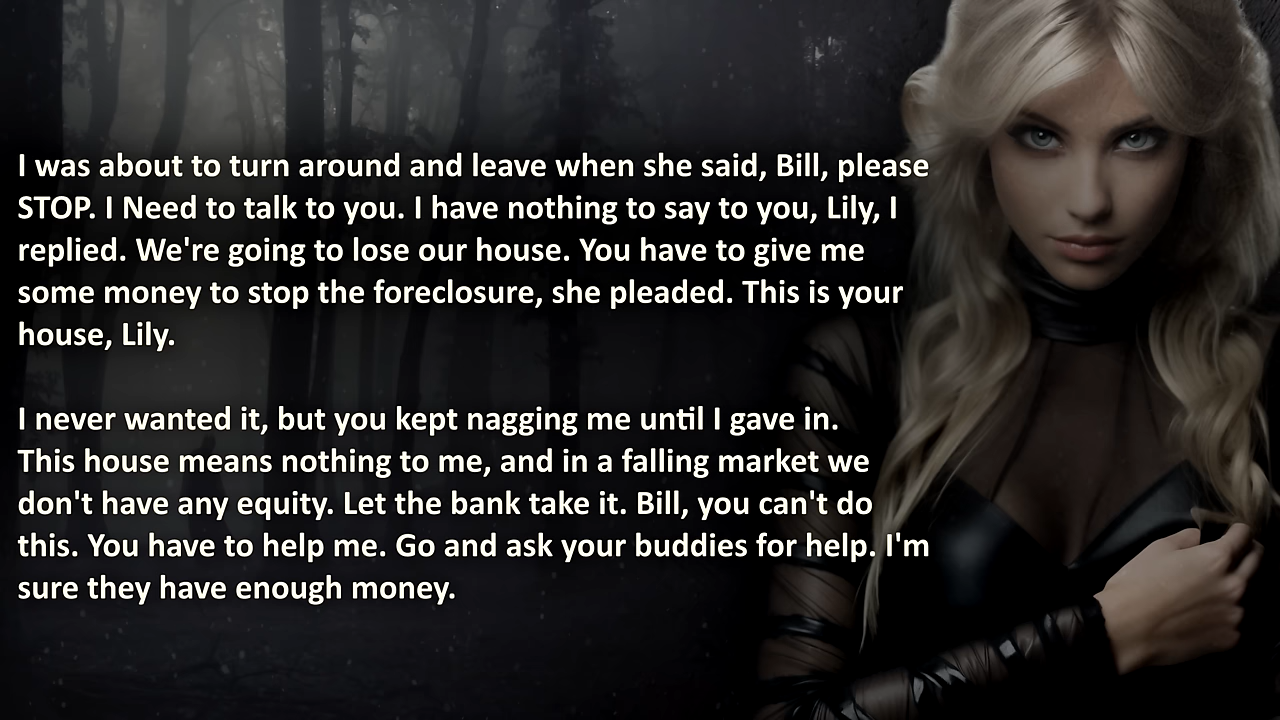 I was about to turn around and leave when she said, Bill, please
STOP. I Need to talk to you. I have nothing to say to you, Lily, I
replied. We're going to lose our house. You have to give me
some money to stop the foreclosure, she pleaded. This is your
house, Lily.
I never wanted it, but you kept nagging me until I gave in.
This house means nothing to me, and in a falling market we
don't have any equity. Let the bank take it. Bill, you can't do
this. You have to help me. Go and ask your buddies for help. I'm
sure they have enough money.